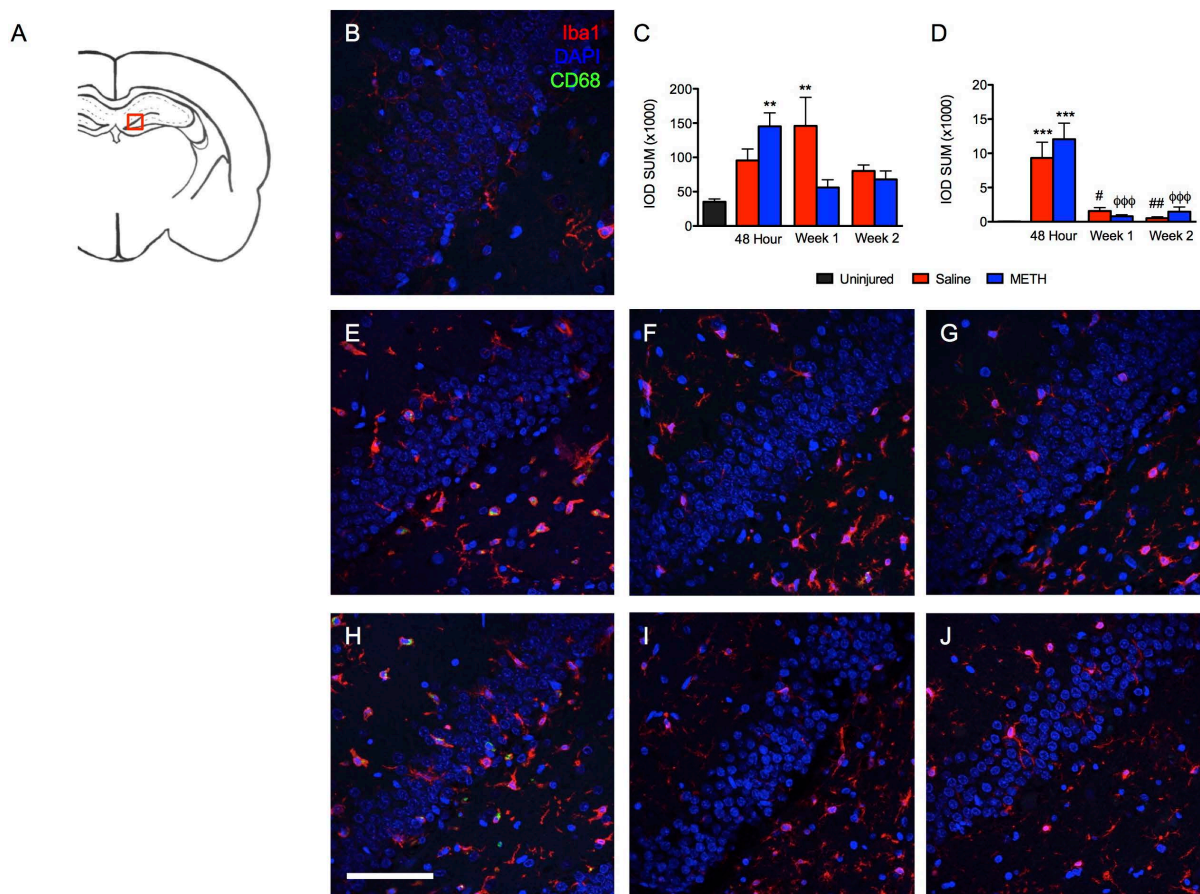 A
B
Iba1
DAPI
CD68
C
IOD SUM (x1000)
200
150
100
50
0
**
**
48 Hour
Week 1
Week 2
D
IOD SUM (x1000)
20
15
10
5
0
***
***
#
ϕϕϕ
##
ϕϕϕ
48 Hour
Week 1
Week 2
Uninjured
Saline
METH
E
F
G
H
I
J